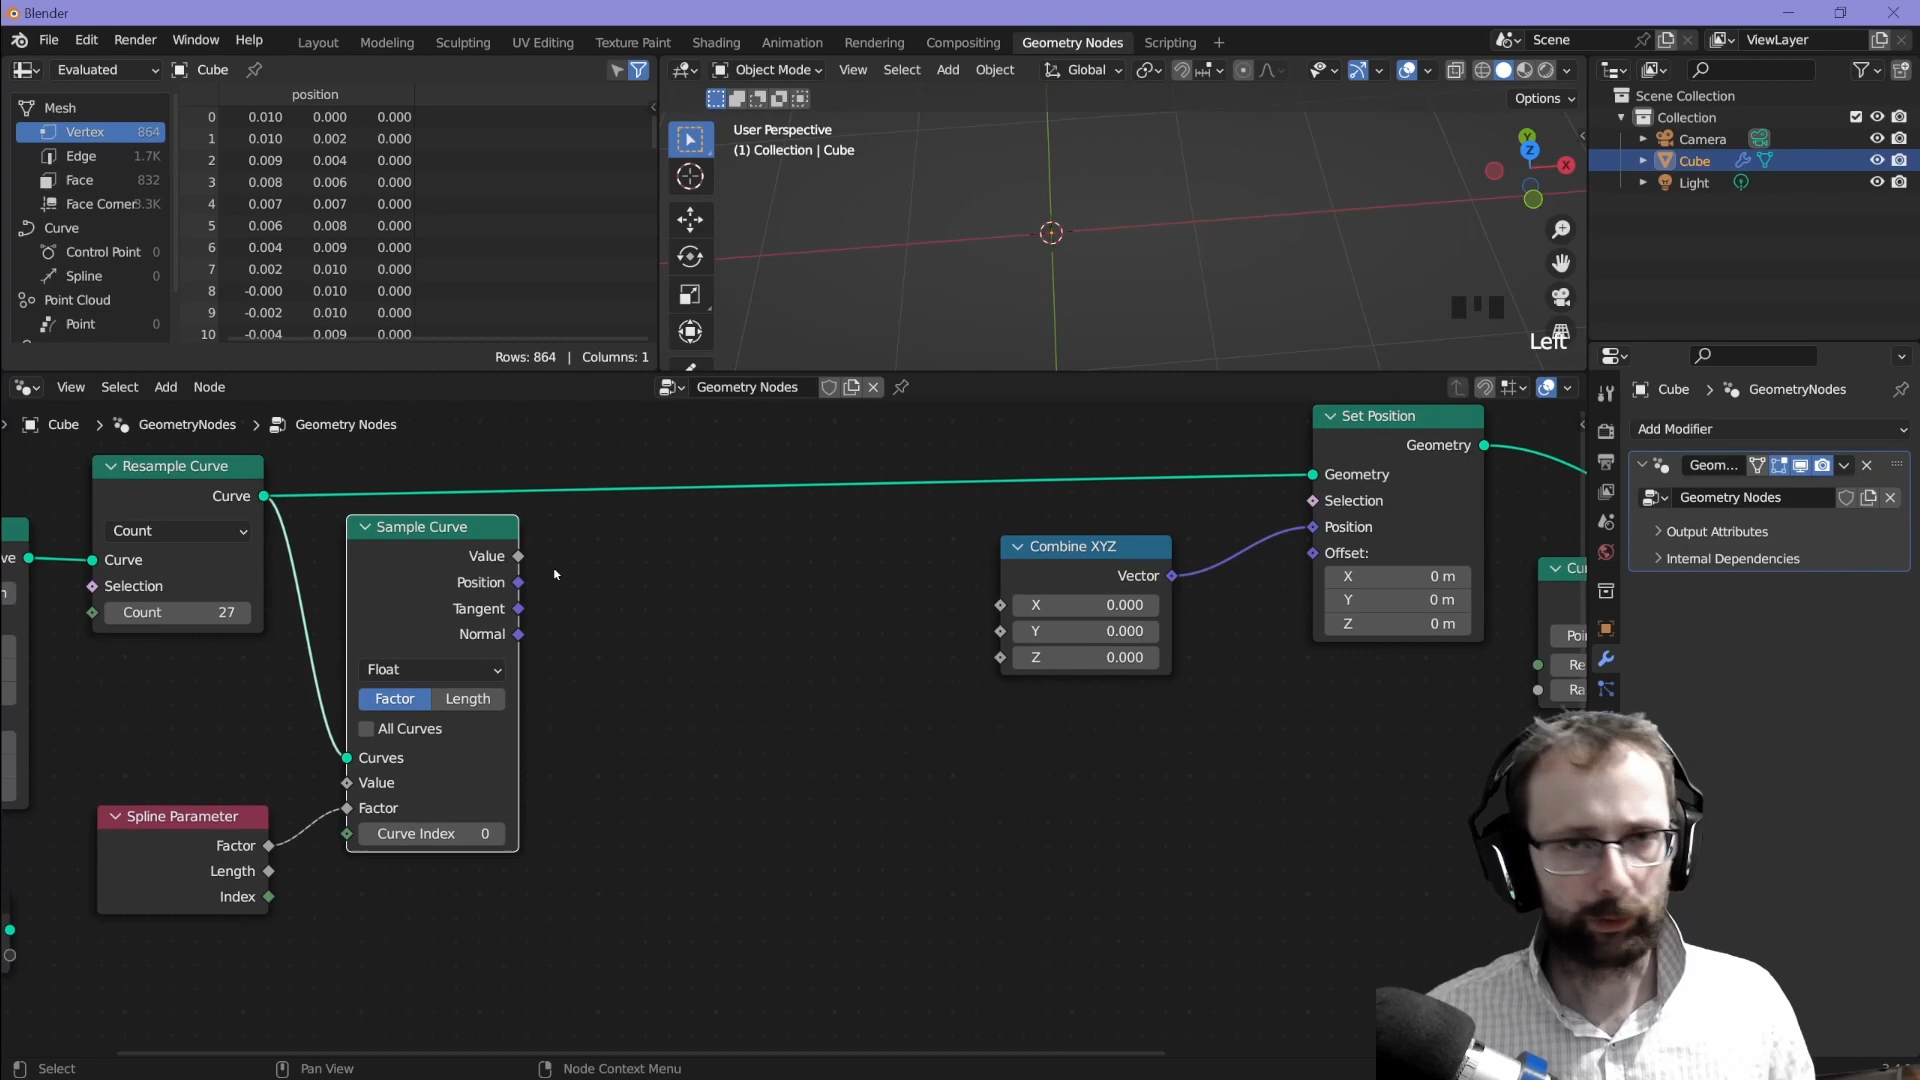 Blender
File Edit Render Window Help
Layout Modeling Sculpting UV Editing Texture Paint Shading Animation Rendering Compositing Geometry Nodes Scripting +
Scene
ViewLayer
Evaluated Cube
Object Mode View Select Add Object Global
Options
position
Mesh
Vertex 864
Edge 1.7K
Face 832
Face Corner 3.3K
Curve
Control Point 0
Spline 0
Point Cloud
Point 0
0 0.010 0.000 0.000
1 0.010 0.002 0.000
2 0.009 0.004 0.000
3 0.008 0.006 0.000
4 0.007 0.007 0.000
5 0.006 0.008 0.000
6 0.004 0.009 0.000
7 0.002 0.010 0.000
8 -0.000 0.010 0.000
9 -0.002 0.010 0.000
10 -0.004 0.009 0.000
Rows: 864 | Columns: 1
User Perspective
(1) Collection | Cube
Y
Z
X
Left
Scene Collection
Collection
Camera
Cube
Light
View Select Add Node
Geometry Nodes
Cube > GeometryNodes > Geometry Nodes
Resample Curve
Curve
Count
Curve
Selection
Count 27
ve
Spline Parameter
Factor
Length
Index
Sample Curve
Value
Position
Tangent
Normal
Float
Factor Length
All Curves
Curves
Value
Factor
Curve Index 0
Combine XYZ
Vector
X 0.000
Y 0.000
Z 0.000
Set Position
Geometry
Geometry
Selection
Position
Offset:
X 0 m
Y 0 m
Z 0 m
Cu
Poi
Re
Ra
Cube > GeometryNodes
Add Modifier
Geom...
Geometry Nodes
Output Attributes
Internal Dependencies
Select
Pan View
Node Context Menu